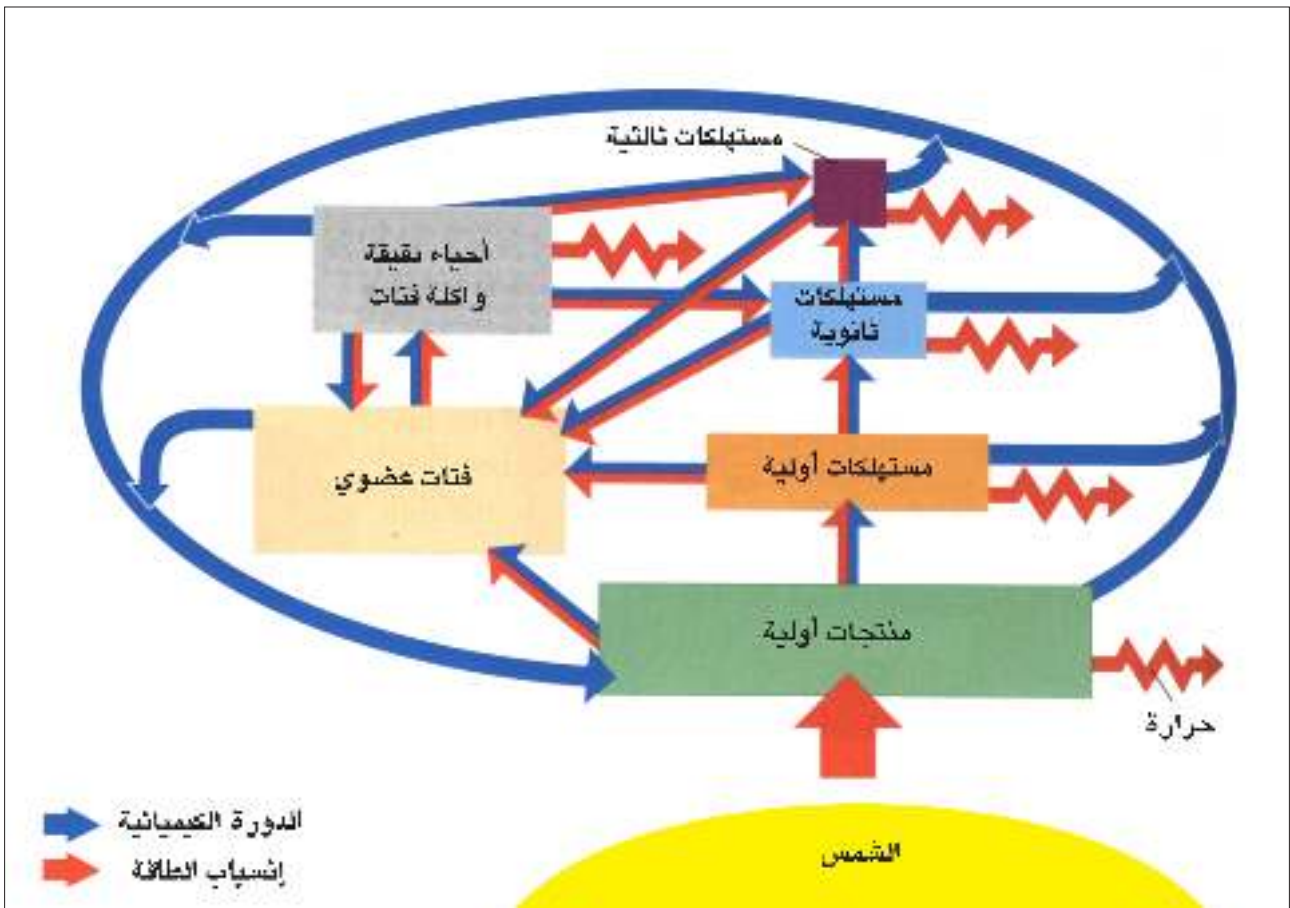 مستهلكات ثالثية
أحياء دقيقة
و اكلة فتات
مستهلكات
ثانوية
فتات عضوي
مستهلكات أولية
منتجات أولية
حرارة
الدورة الكيميائية
إنسياب الطاقة
الشمس